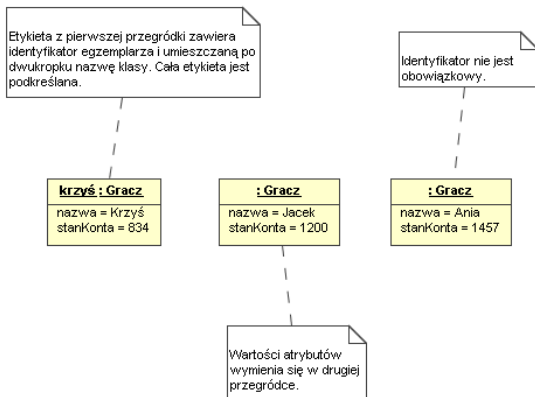 Etykieta z pierwszej przegródki zawiera
identyfikator egzemplarza i umieszczaną po
dwukropku nazwę klasy. Cała etykieta jest
podkreślana.
Identyfikator nie jest
obowiązkowy.
krzyś : Gracz
nazwa = Krzyś
stanKonta = 834
: Gracz
nazwa = Jacek
stanKonta = 1200
: Gracz
nazwa = Ania
stanKonta = 1457
Wartości atrybutów
wymienia się w drugiej
przegródce.